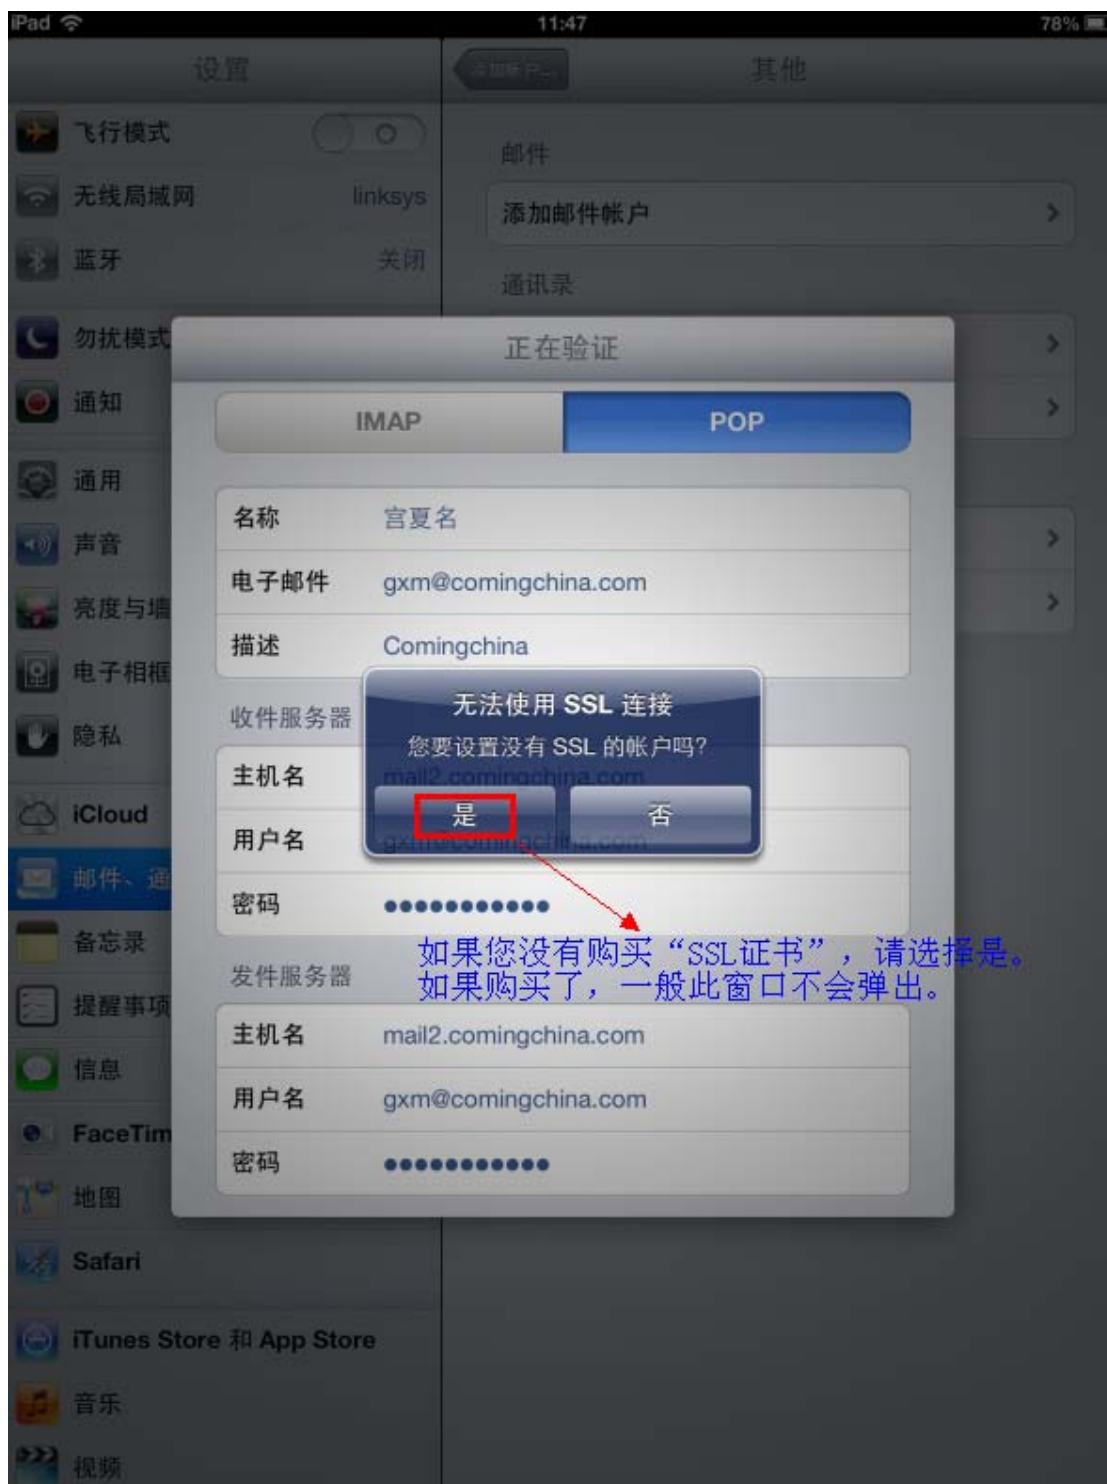 iPad 11:47 78%
设置
其他
飞行模式
无线局域网 linksys
蓝牙 关闭
勿扰模式
通知
通用
声音
亮度与墙
电子相框
隐私
iCloud
邮件、通
备忘录
提醒事项
信息
FaceTim
地图
Safari
iTunes Store 和 App Store
音乐
视频
邮件
添加邮件帐户
通讯录
正在验证
IMAP POP
名称 宫夏名
电子邮件 gxm@comingchina.com
描述 Comingchina
收件服务器
主机名 mail2.comingchina.com
用户名 gxm@comingchina.com
密码
无法使用 SSL 连接
您要设置没有 SSL 的帐户吗?
是 否
如果您没有购买“SSL证书”,请选择是。
如果购买了,一般此窗口不会弹出。
发件服务器
主机名 mail2.comingchina.com
用户名 gxm@comingchina.com
密码